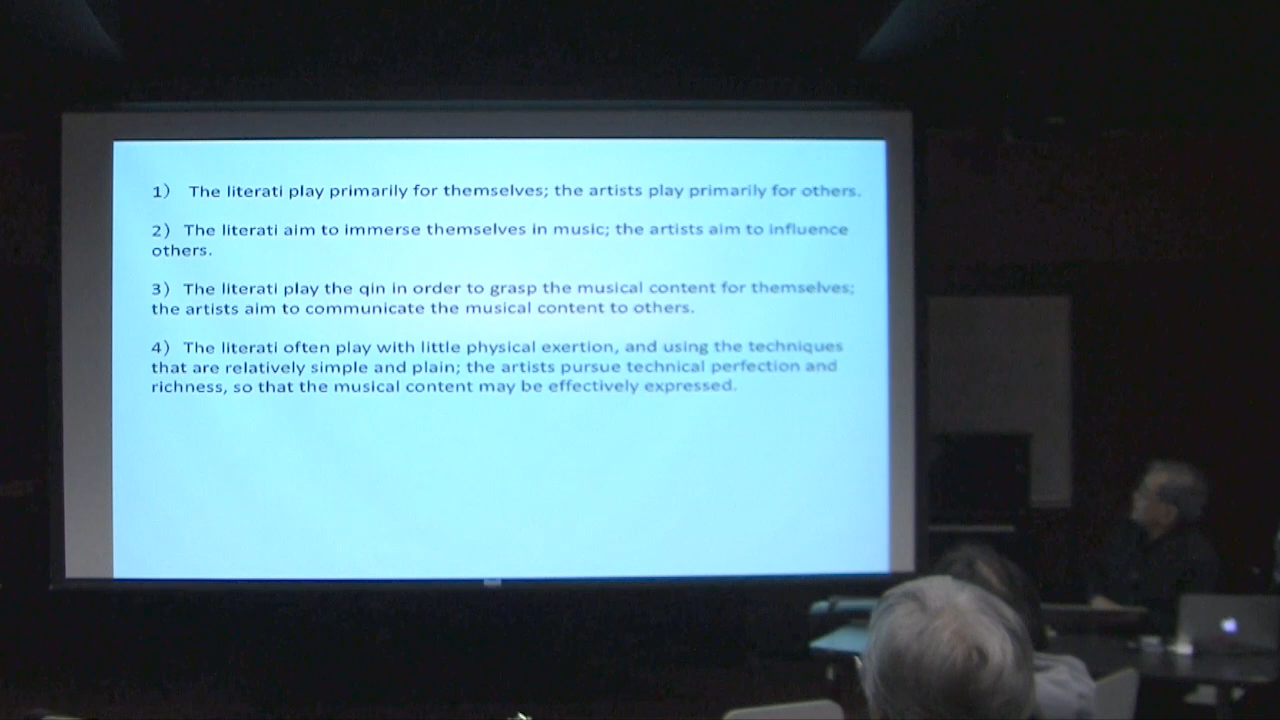 1) The literati play primarily for themselves; the artists play primarily for others.
2) The literati aim to immerse themselves in music; the artists aim to influence
others.
3) The literati play the qin in order to grasp the musical content for themselves;
the artists aim to communicate the musical content to others.
4) The literati often play with little physical exertion, and using the techniques
that are relatively simple and plain; the artists pursue technical perfection and
richness, so that the musical content may be effectively expressed.